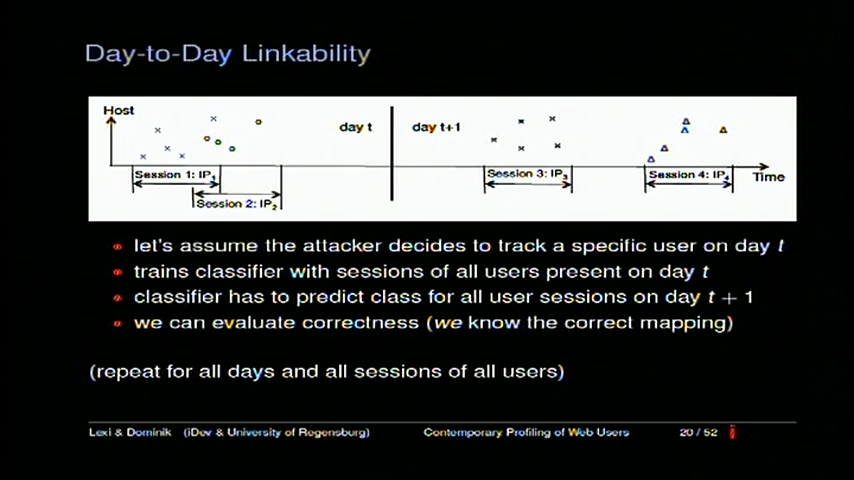 Day-to-Day Linkability
Host
day t
day t+1
Session 1: IP1
Session 2: IP2
Session 3: IP3
Session 4: IP4
Time
let's assume the attacker decides to track a specific user on day t
trains classifier with sessions of all users present on day t
classifier has to predict class for all user sessions on day t + 1
we can evaluate correctness (we know the correct mapping)
(repeat for all days and all sessions of all users)
Lexi & Dominik (iDev & University of Regensburg)
Contemporary Profiling of Web Users
20 / 52